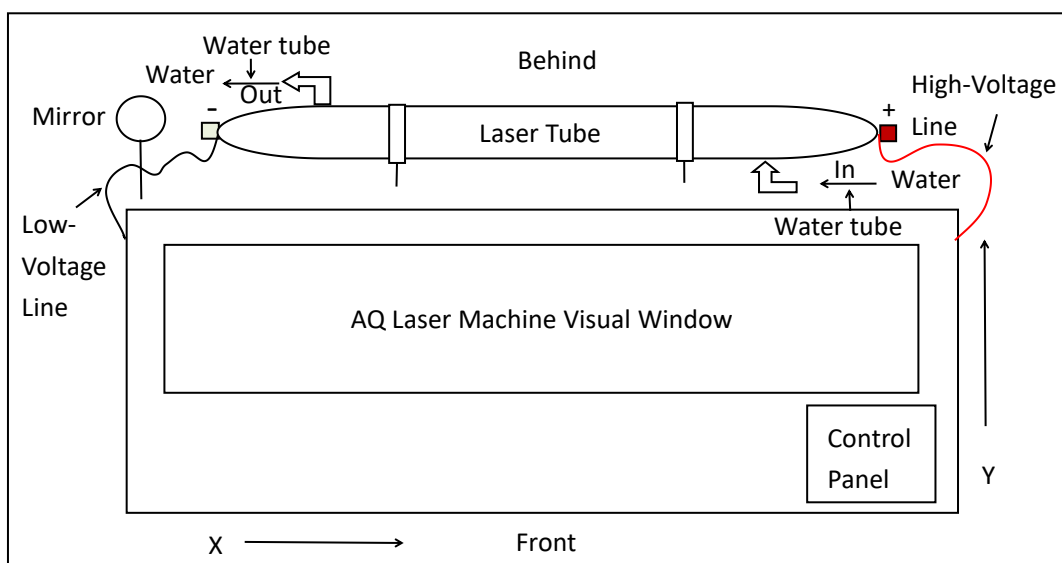 Water tube
Behind
Water
Out
High-Voltage
Line
Mirror
-
Laser Tube
+
In
Water
Water tube
Low-
Voltage
Line
AQ Laser Machine Visual Window
Control
Panel
Y
X
Front